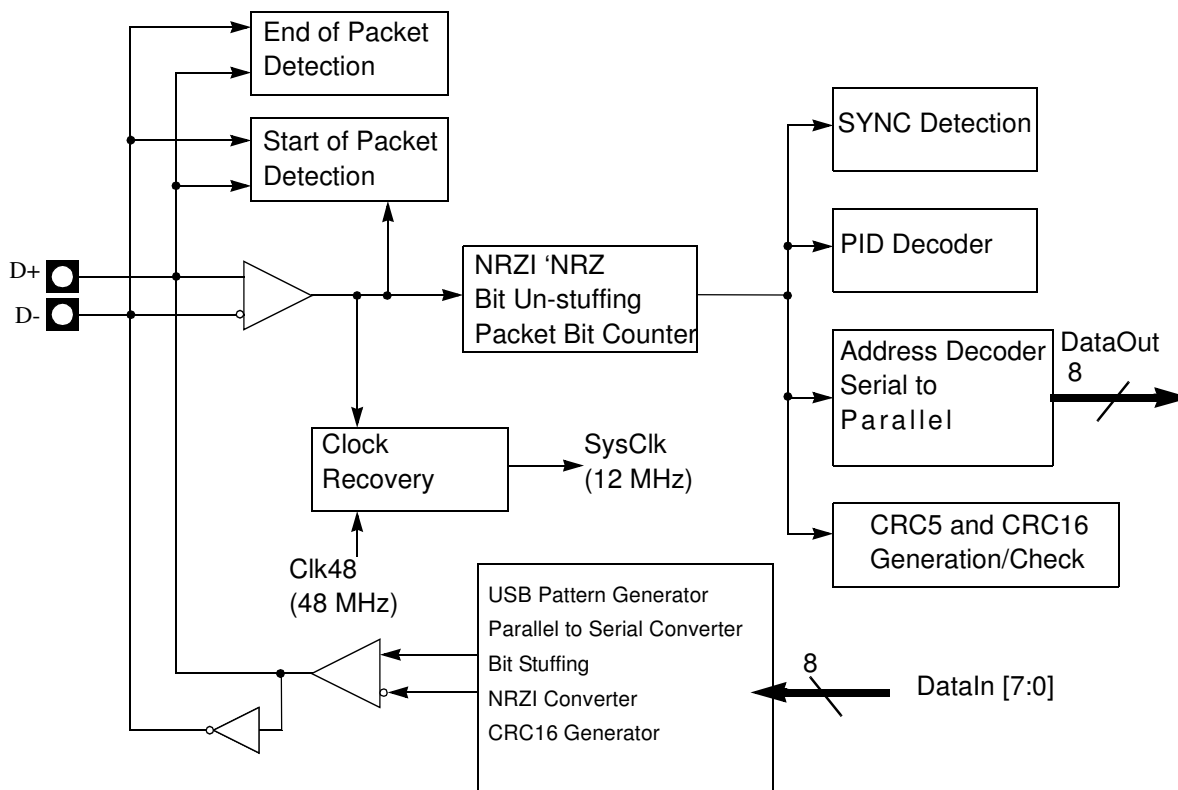 End of Packet
Detection
Start of Packet
Detection
SYNC Detection
PID Decoder
D+
D-
NRZI ‘NRZ
Bit Un-stuffing
Packet Bit Counter
Address Decoder
Serial to
Parallel
DataOut
8
Clock
Recovery
SysClk
(12 MHz)
CRC5 and CRC16
Generation/Check
Clk48
(48 MHz)
USB Pattern Generator
Parallel to Serial Converter
Bit Stuffing
NRZI Converter
CRC16 Generator
8
DataIn [7:0]